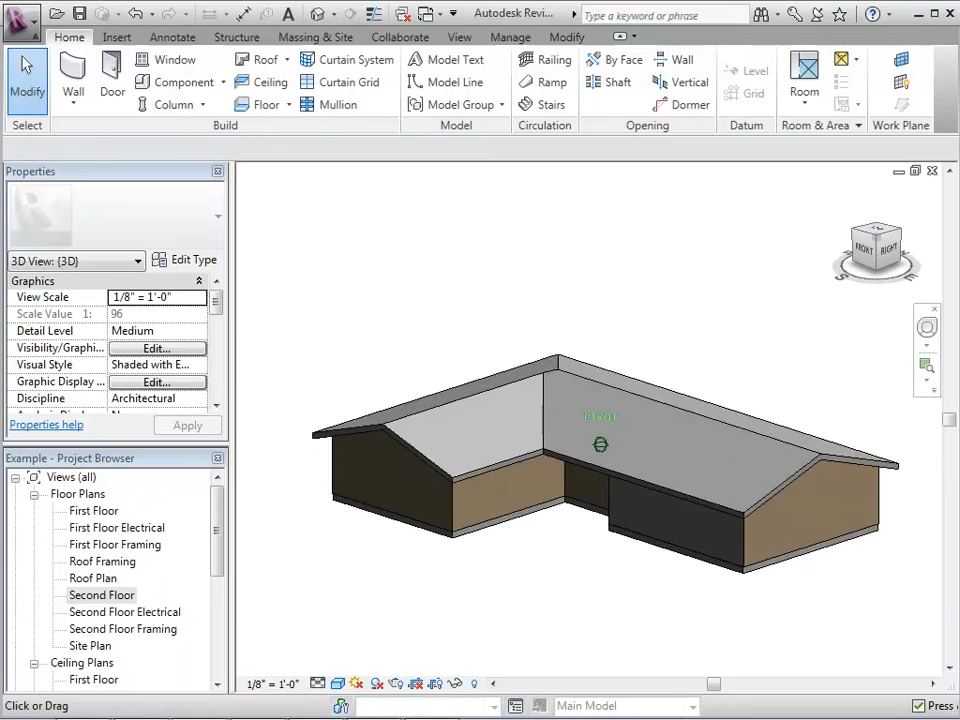 Autodesk Revi...
Type a keyword or phrase
Home Insert Annotate Structure Massing & Site Collaborate View Manage Modify
Modify Wall Door Window Component Column Roof Ceiling Floor Curtain System Curtain Grid Mullion Model Text Model Line Model Group Railing Ramp Stairs By Face Shaft Wall Vertical Dormer Level Grid Room
Select Build Model Circulation Opening Datum Room & Area Work Plane
Properties
3D View: {3D} Edit Type
Graphics
View Scale 1/8" = 1'-0"
Scale Value 1: 96
Detail Level Medium
Visibility/Graphi... Edit...
Visual Style Shaded with E...
Graphic Display ... Edit...
Discipline Architectural
Properties help Apply
Example - Project Browser
Views (all)
Floor Plans
First Floor
First Floor Electrical
First Floor Framing
Roof Framing
Roof Plan
Second Floor
Second Floor Electrical
Second Floor Framing
Site Plan
Ceiling Plans
First Floor
FRONT RIGHT
S E
Pivot
1/8" = 1'-0"
Click or Drag Main Model Press